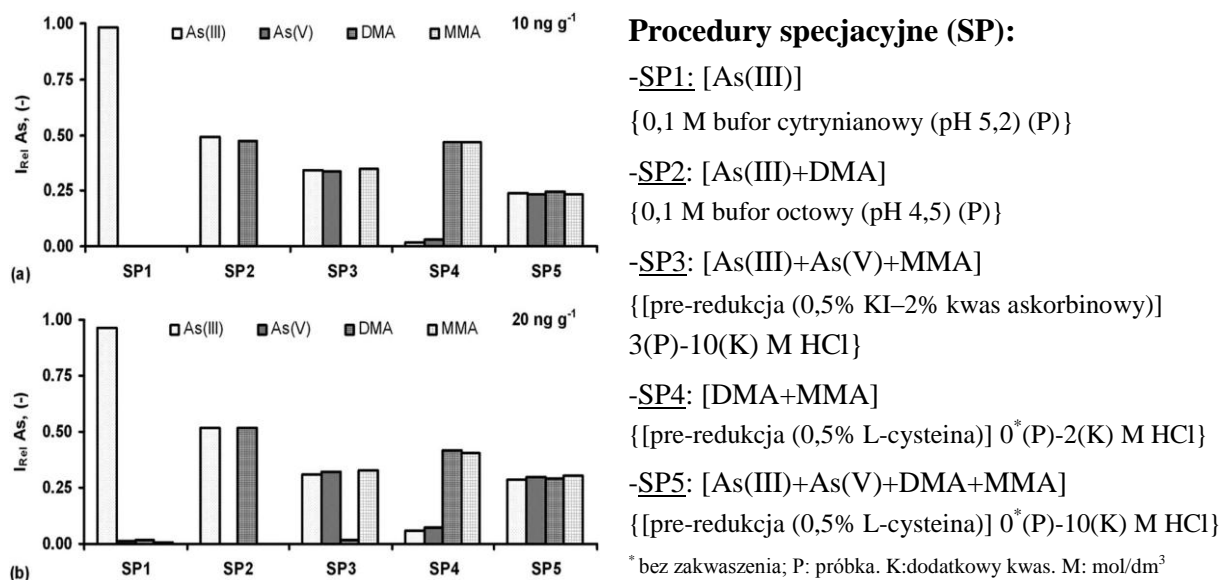 1.00
0.75
0.50
0.25
0.00
I_Rel As, (-)
As(III) As(V) DMA MMA
10 ng g⁻¹
SP1 SP2 SP3 SP4 SP5
(a)
1.00
0.75
0.50
0.25
0.00
I_Rel As, (-)
As(III) As(V) DMA MMA
20 ng g⁻¹
SP1 SP2 SP3 SP4 SP5
(b)
Procedury specjacyjne (SP):
-SP1: [As(III)]
{0,1 M bufor cytrynianowy (pH 5,2) (P)}
-SP2: [As(III)+DMA]
{0,1 M bufor octowy (pH 4,5) (P)}
-SP3: [As(III)+As(V)+MMA]
{[pre-redukcja (0,5% KI–2% kwas askorbinowy)]
3(P)-10(K) M HCl}
-SP4: [DMA+MMA]
{[pre-redukcja (0,5% L-cysteina)] 0*(P)-2(K) M HCl}
-SP5: [As(III)+As(V)+DMA+MMA]
{[pre-redukcja (0,5% L-cysteina)] 0*(P)-10(K) M HCl}
* bez zakwaszenia; P: próbka. K:dodatkowy kwas. M: mol/dm³